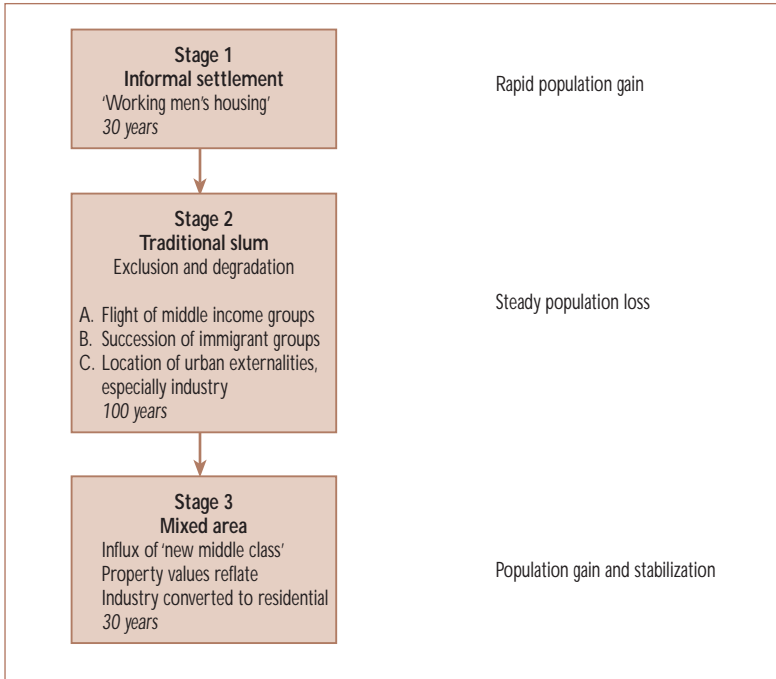 Stage 1
Informal settlement
‘Working men’s housing’
30 years
Rapid population gain
Stage 2
Traditional slum
Exclusion and degradation
A. Flight of middle income groups
B. Succession of immigrant groups
C. Location of urban externalities,
especially industry
100 years
Steady population loss
Stage 3
Mixed area
Influx of ‘new middle class’
Property values reflate
Industry converted to residential
30 years
Population gain and stabilization